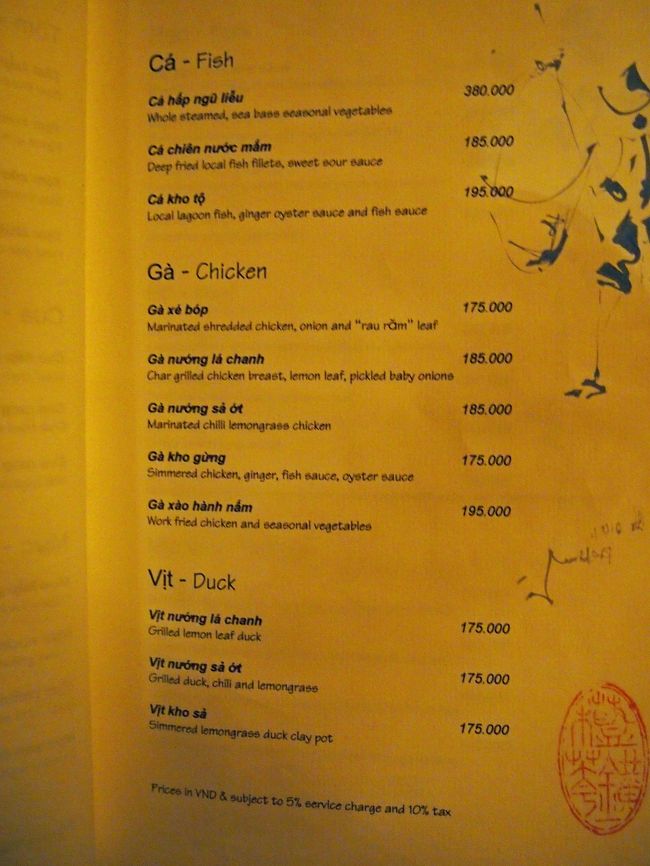 Cá - Fish
Cá hấp ngũ liễu 380.000
Whole steamed, sea bass seasonal vegetables
Cá chiên nước mắm 185.000
Deep fried local fish fillets, sweet sour sauce
Cá kho tộ 195.000
Local lagoon fish, ginger oyster sauce and fish sauce
Gà - Chicken
Gà xé bóp 175.000
Marinated shredded chicken, onion and "rau răm" leaf
Gà nướng lá chanh 185.000
Char grilled chicken breast, lemon leaf, pickled baby onions
Gà nướng sả ớt 185.000
Marinated chilli lemongrass chicken
Gà kho gừng 175.000
Simmered chicken, ginger, fish sauce, oyster sauce
Gà xào hành nấm 195.000
Work fried chicken and seasonal vegetables
Vịt - Duck
Vịt nướng lá chanh 175.000
Grilled lemon leaf duck
Vịt nướng sả ớt 175.000
Grilled duck, chili and lemongrass
Vịt kho sả 175.000
Simmered lemongrass duck clay pot
Prices in VND & subject to 5% service charge and 10% tax